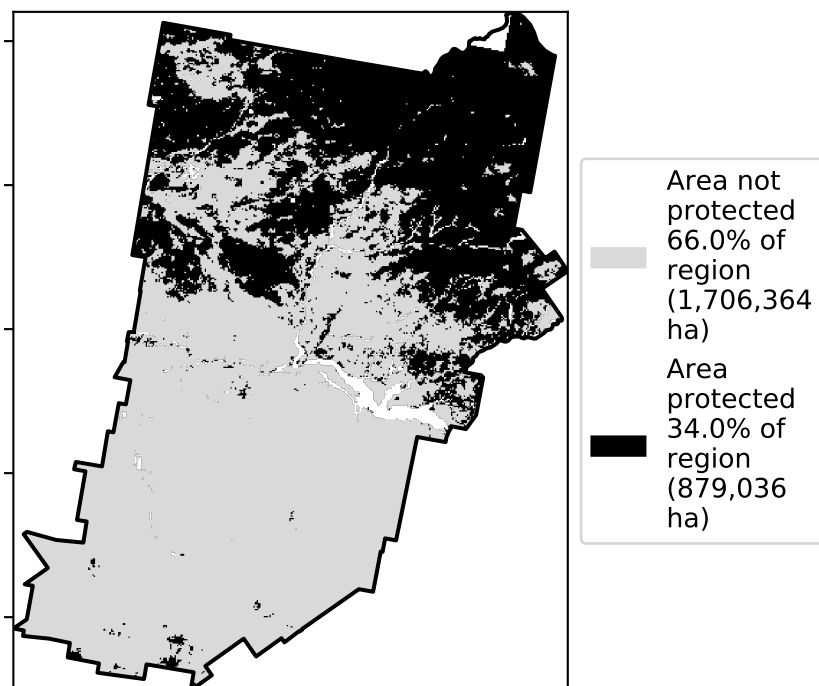 Area not
protected
66.0% of
region
(1,706,364
ha)
Area
protected
34.0% of
region
(879,036
ha)